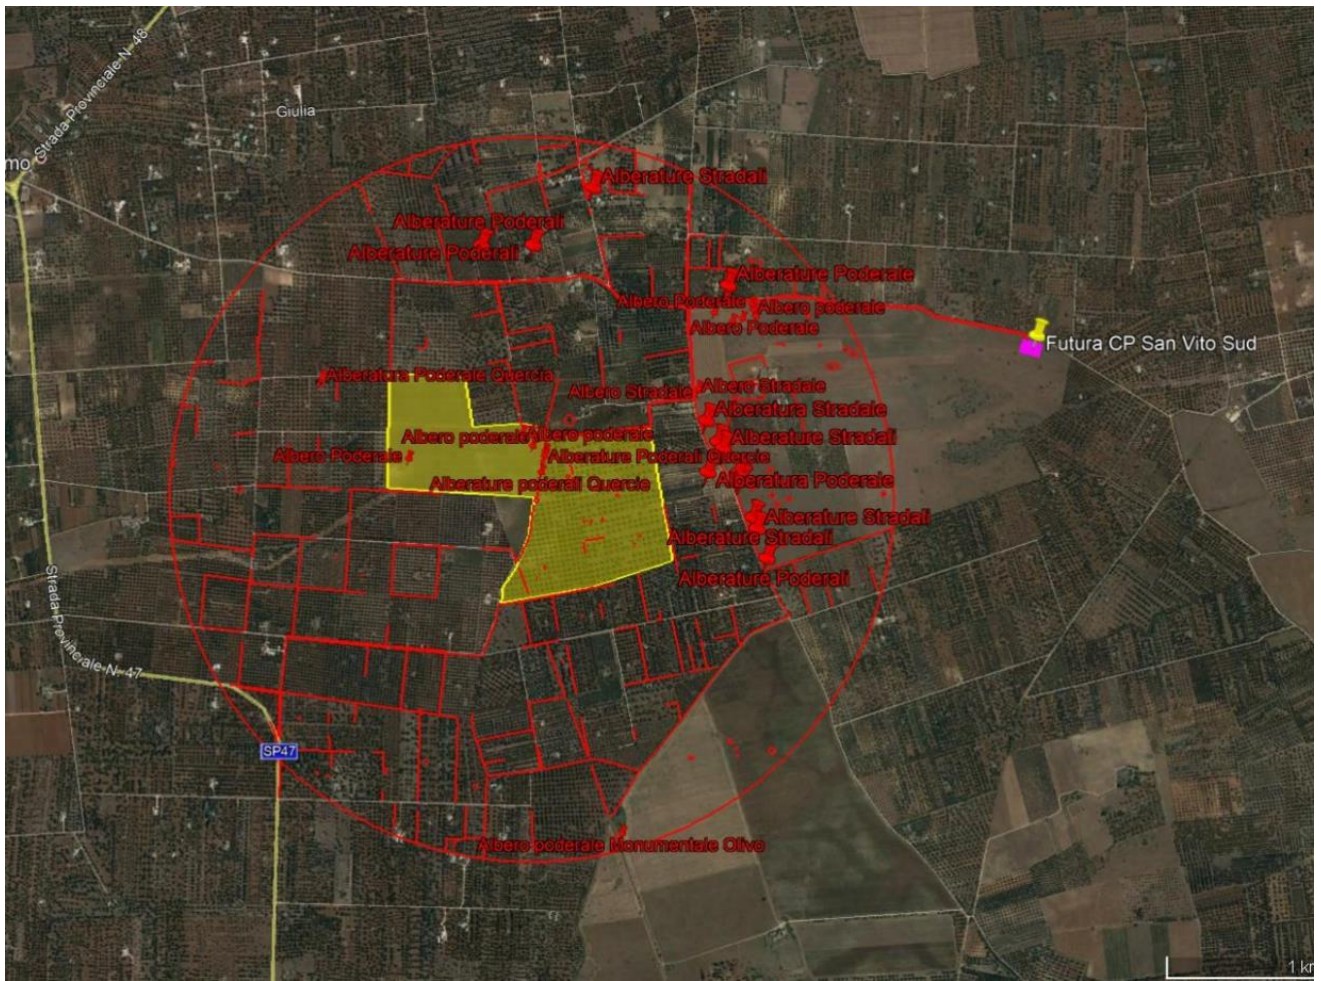 Strada Provinciale N. 48
Giulia
mo
Alberature Stradali
Alberature Poderali
Alberature Poderali
Alberature Poderale
Albero Poderale
Albero poderale
Albero Poderale
Futura CP San Vito Sud
Alberatura Poderale Quercia
Albero Stradale
Albero Stradale
Alberatura Stradale
Albero poderale
Albero poderale
Alberature Stradali
Albero Poderale
Alberature Poderali Quercie
Alberature poderali Quercie
Alberatura Poderale
Alberature Stradali
Alberature Stradali
Alberature Poderali
Strada Provinciale N. 47
SP47
Albero poderale Monumentale Olivo
1 km